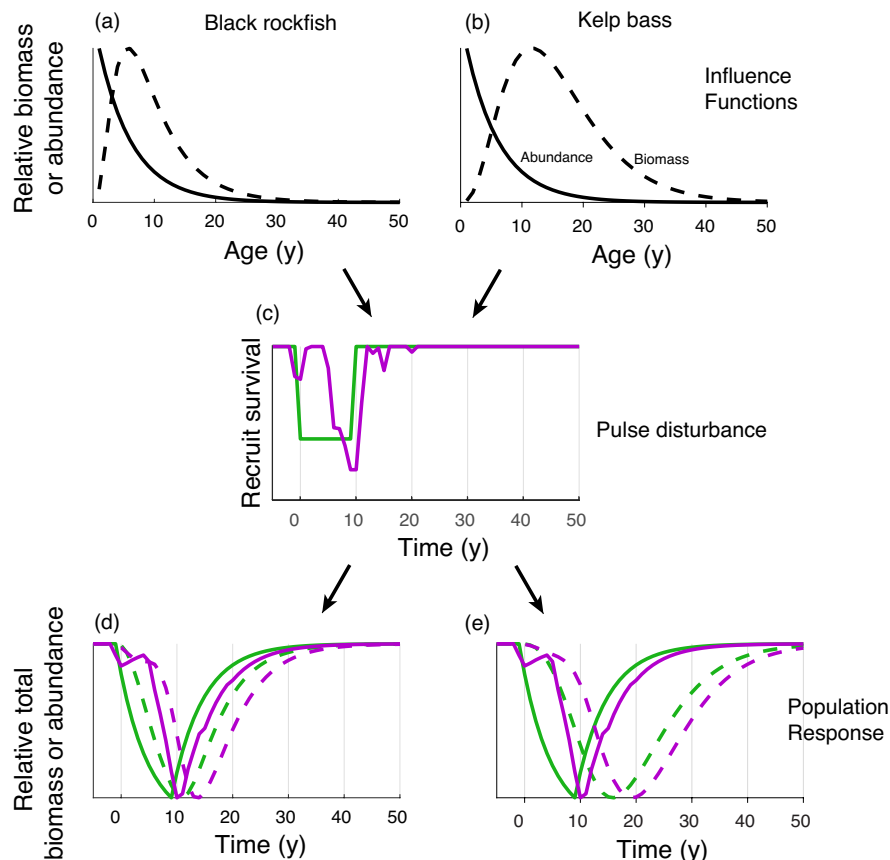 (a)
Black rockfish
(b)
Kelp bass
Relative biomass
or abundance
Influence
Functions
Abundance
Biomass
0 10 20 30 40 50
Age (y)
0 10 20 30 40 50
Age (y)
(c)
Recruit survival
Pulse disturbance
0 10 20 30 40 50
Time (y)
(d)
(e)
Relative total
biomass or abundance
Population
Response
0 10 20 30 40 50
Time (y)
0 10 20 30 40 50
Time (y)